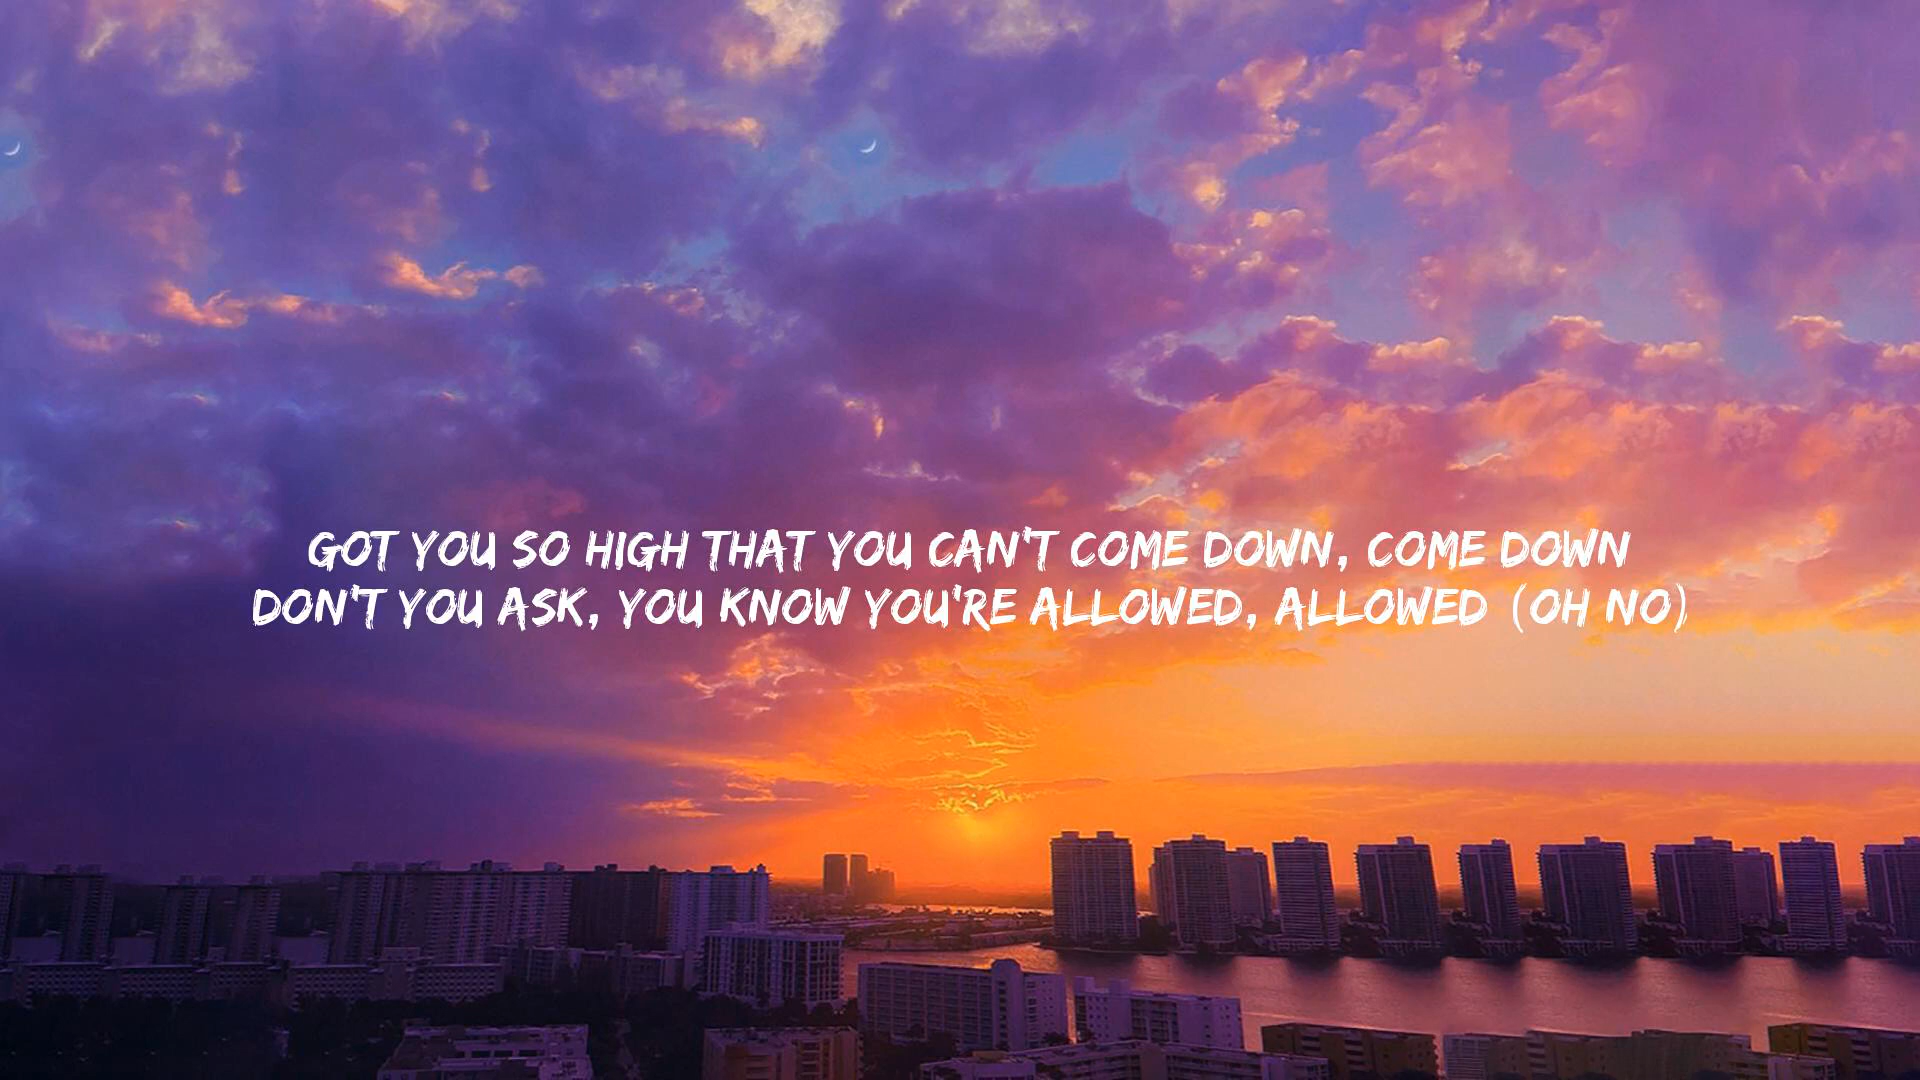 GOT YOU SO HIGH THAT YOU CAN'T COME DOWN, COME DOWN
DON'T YOU ASK, YOU KNOW YOU'RE ALLOWED, ALLOWED (OH NO)